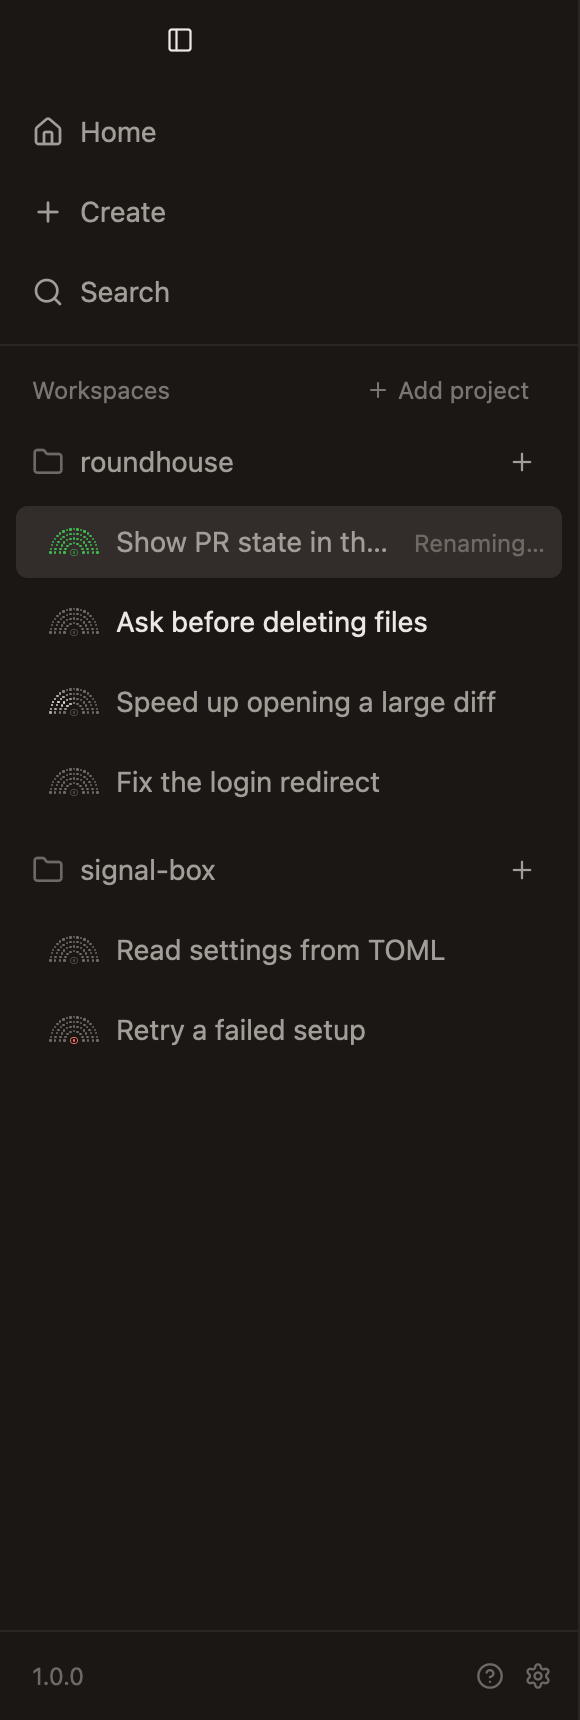 Home
Create
Search
Workspaces + Add project
roundhouse +
Show PR state in th... Renaming...
Ask before deleting files
Speed up opening a large diff
Fix the login redirect
signal-box +
Read settings from TOML
Retry a failed setup
1.0.0